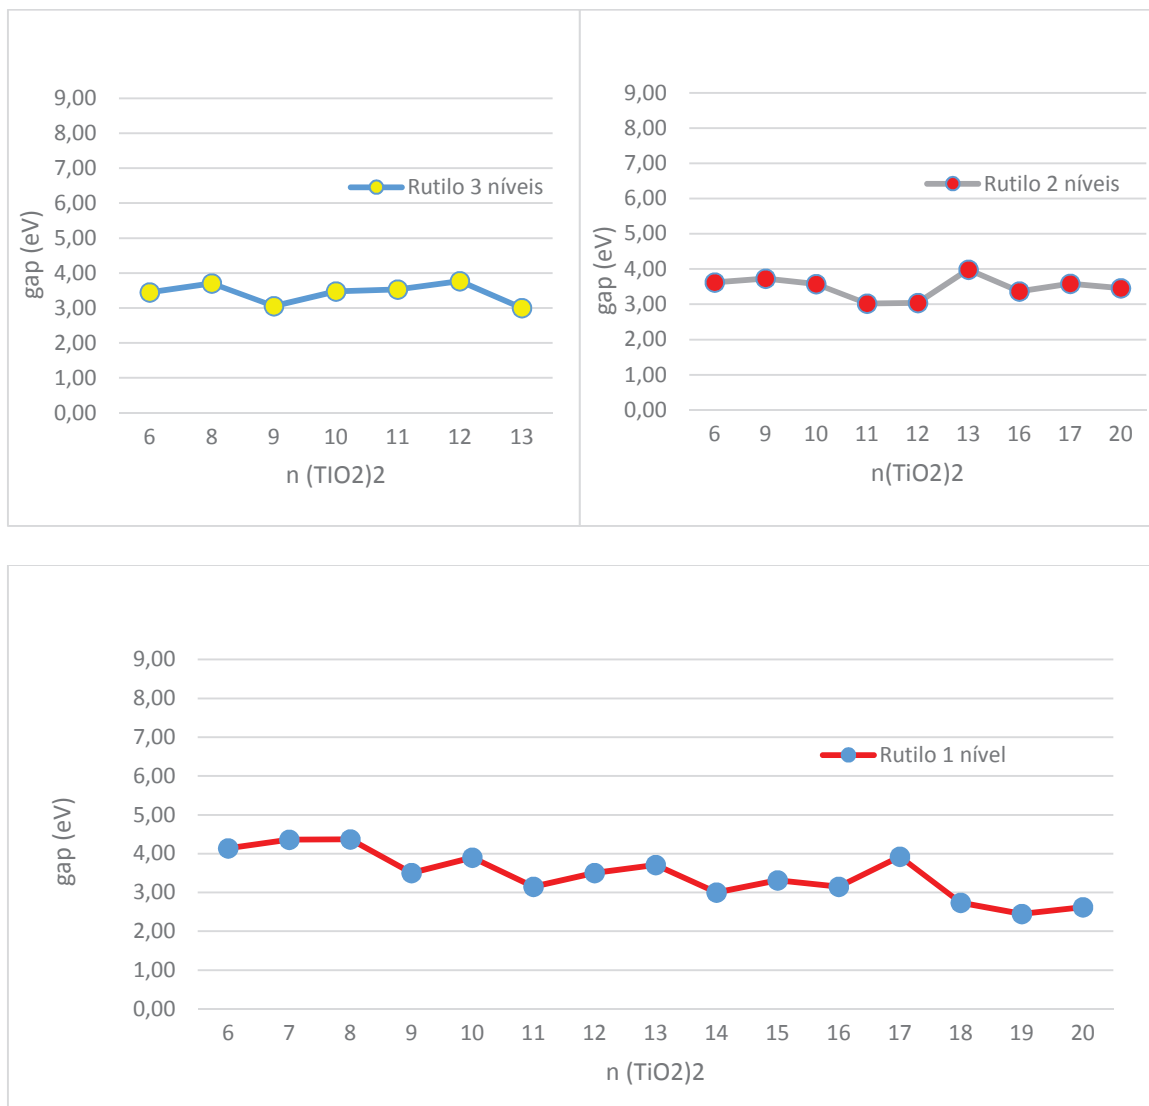 9,00
8,00
7,00
6,00
5,00
4,00
3,00
2,00
1,00
0,00
gap (eV)
Rutilo 3 níveis
6 8 9 10 11 12 13
n (TIO2)2
9,00
8,00
7,00
6,00
5,00
4,00
3,00
2,00
1,00
0,00
gap (eV)
Rutilo 2 níveis
6 9 10 11 12 13 16 17 20
n(TiO2)2
9,00
8,00
7,00
6,00
5,00
4,00
3,00
2,00
1,00
0,00
gap (eV)
Rutilo 1 nível
6 7 8 9 10 11 12 13 14 15 16 17 18 19 20
n (TiO2)2